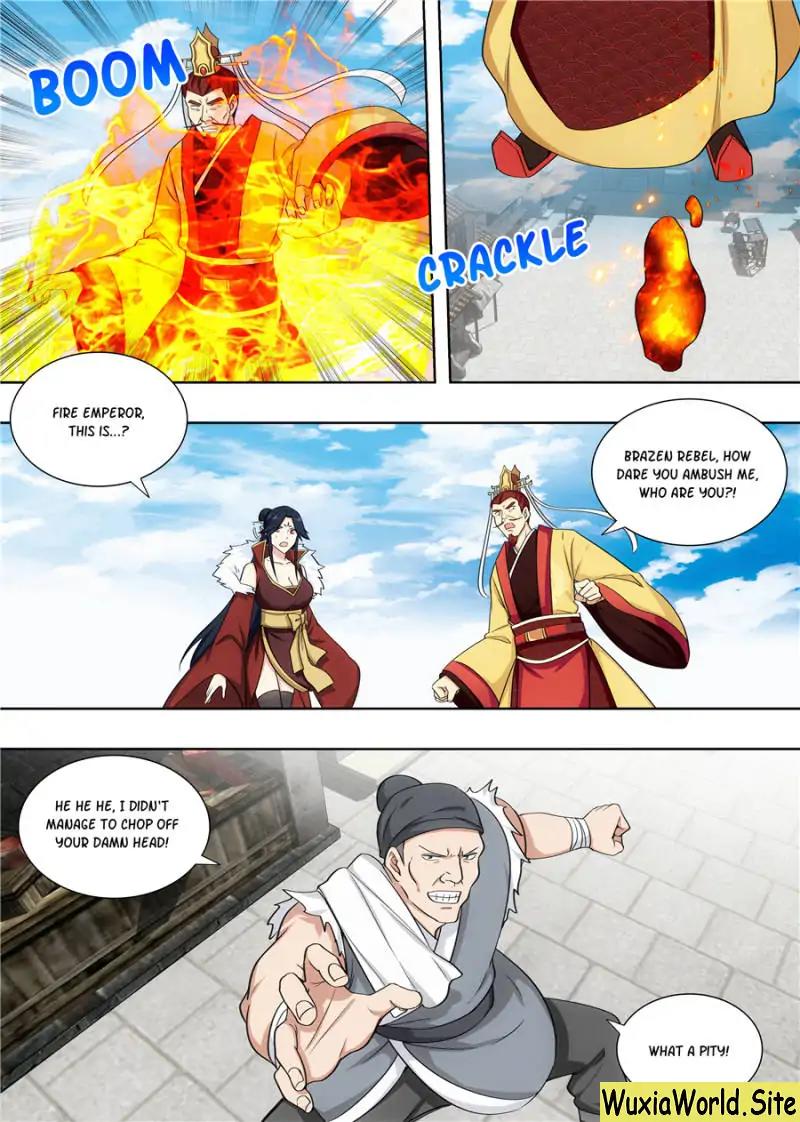 BOOM
CRACKLE
FIRE EMPEROR,
THIS IS...?
BRAZEN REBEL, HOW
DARE YOU AMBUSH ME,
WHO ARE YOU?!
HE HE HE, I DIDN'T
MANAGE TO CHOP OFF
YOUR DAMN HEAD!
WHAT A PITY!
WuxiaWorld.Site